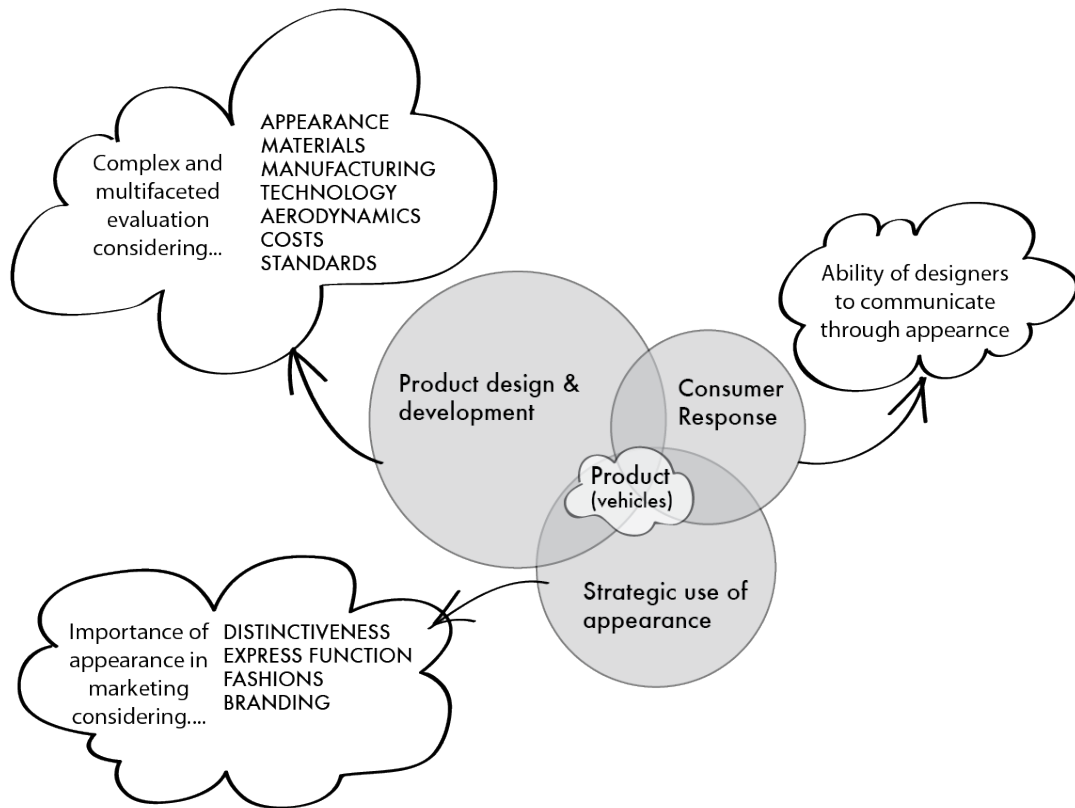 Complex and
multifaceted
evaluation
considering...
APPEARANCE
MATERIALS
MANUFACTURING
TECHNOLOGY
AERODYNAMICS
COSTS
STANDARDS
Ability of designers
to communicate
through appearnce
Product design &
development
Consumer
Response
Product
(vehicles)
Strategic use of
appearance
Importance of
appearance in
marketing
considering....
DISTINCTIVENESS
EXPRESS FUNCTION
FASHIONS
BRANDING